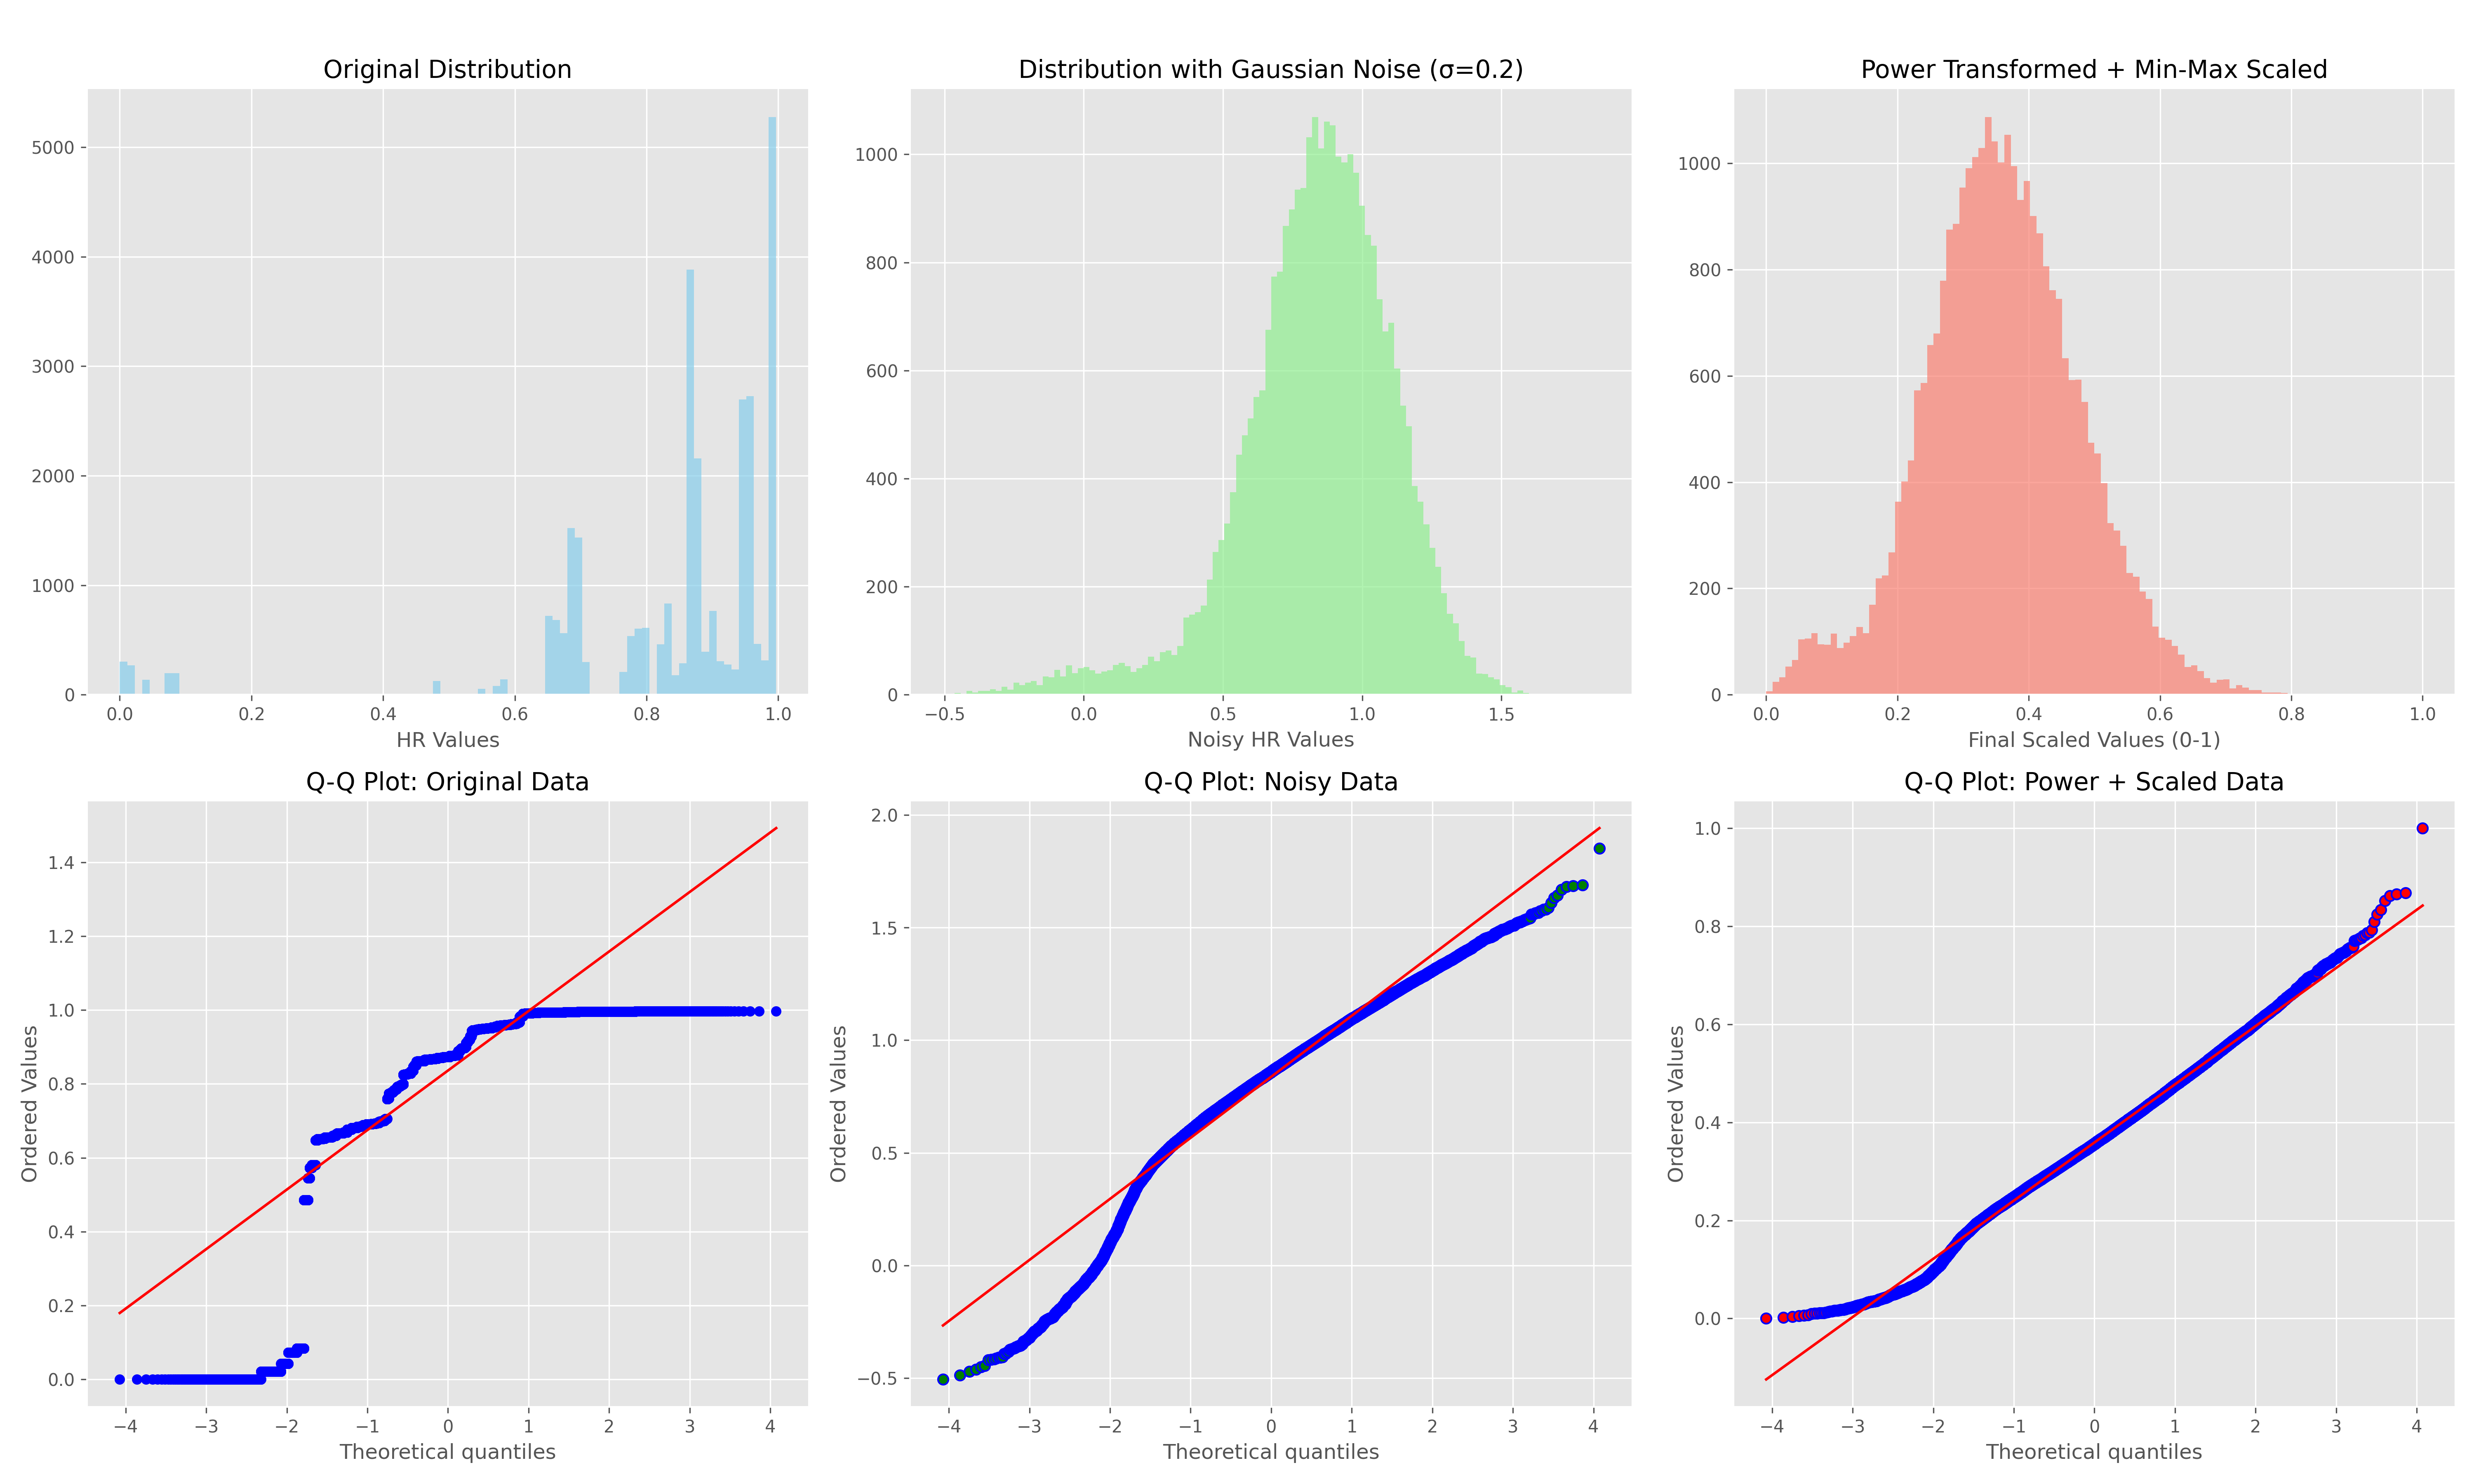 Original Distribution
Distribution with Gaussian Noise (σ=0.2)
Power Transformed + Min-Max Scaled
5000
4000
3000
2000
1000
0
0.0 0.2 0.4 0.6 0.8 1.0
HR Values
1000
800
600
400
200
0
−0.5 0.0 0.5 1.0 1.5
Noisy HR Values
1000
800
600
400
200
0
0.0 0.2 0.4 0.6 0.8 1.0
Final Scaled Values (0-1)
Q-Q Plot: Original Data
Q-Q Plot: Noisy Data
Q-Q Plot: Power + Scaled Data
Ordered Values
1.4
1.2
1.0
0.8
0.6
0.4
0.2
0.0
−4 −3 −2 −1 0 1 2 3 4
Theoretical quantiles
Ordered Values
2.0
1.5
1.0
0.5
0.0
−0.5
−4 −3 −2 −1 0 1 2 3 4
Theoretical quantiles
Ordered Values
1.0
0.8
0.6
0.4
0.2
0.0
−4 −3 −2 −1 0 1 2 3 4
Theoretical quantiles